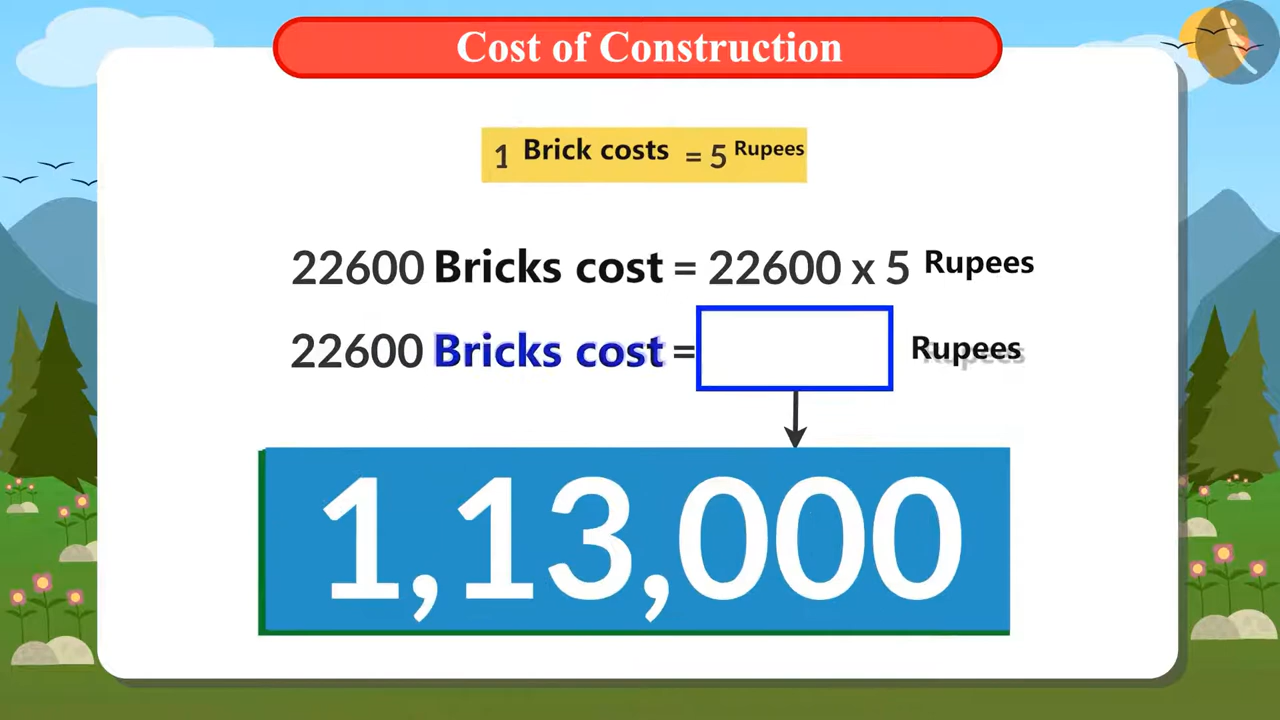 Cost of Construction
1 Brick costs = 5 Rupees
22600 Bricks cost = 22600 x 5 Rupees
22600 Bricks cost = Rupees
1,13,000